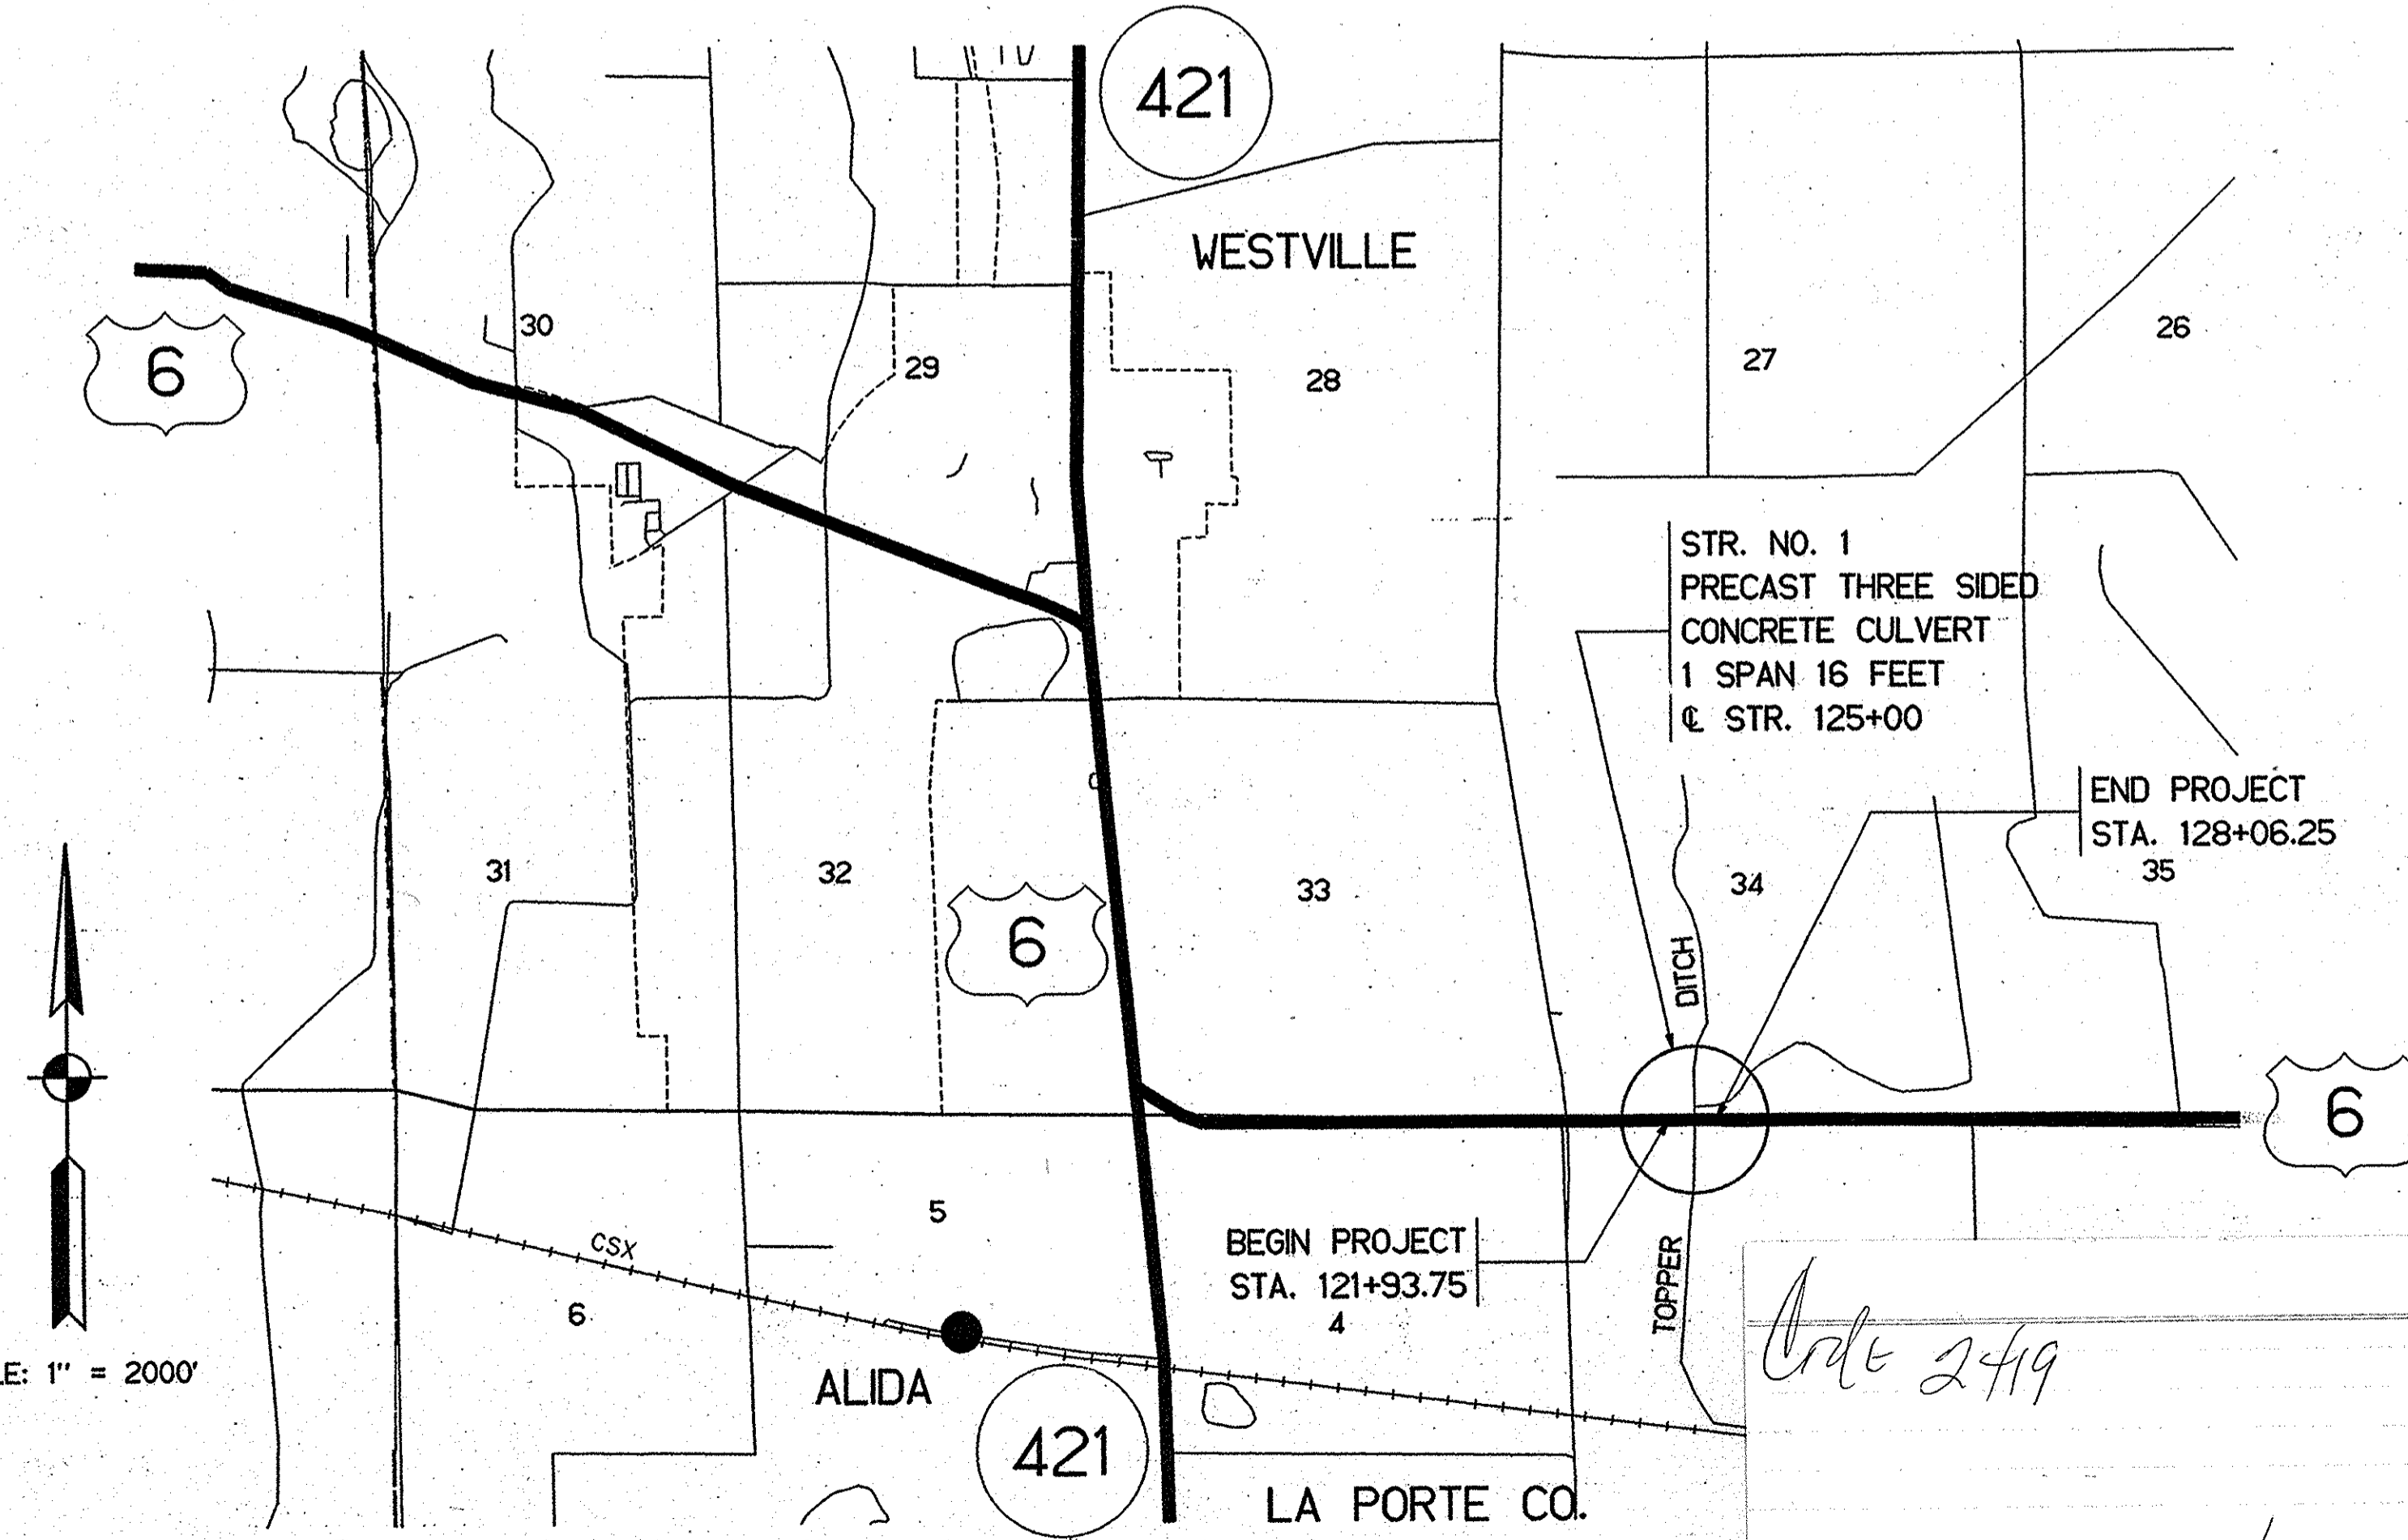 421
WESTVILLE
6
30
29
28
27
26
STR. NO. 1
PRECAST THREE SIDED
CONCRETE CULVERT
1 SPAN 16 FEET
℄ STR. 125+00
END PROJECT
STA. 128+06.25
31
32
33
34
35
6
DITCH
6
5
BEGIN PROJECT
STA. 121+93.75
4
TOPPER
CSX
6
LE: 1" = 2000'
ALIDA
421
LA PORTE CO.